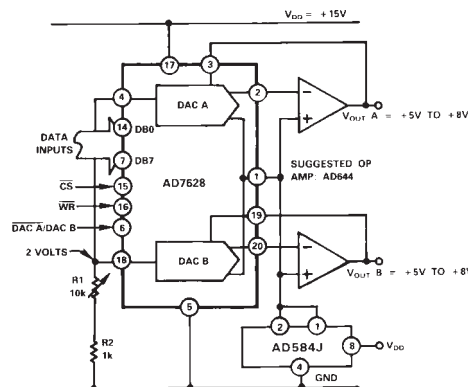 V_DD = +15V
17
3
4
2
DAC A
DATA
INPUTS
14
DB0
V_OUT A = +5V TO +8V
7
DB7
SUGGESTED OP
AMP: AD644
1
CS
15
AD7628
WR
16
19
DAC A/DAC B
6
20
2 VOLTS
18
DAC B
V_OUT B = +5V TO +8V
R1
10k
5
2
1
AD584J
8
V_DD
R2
1k
4
GND